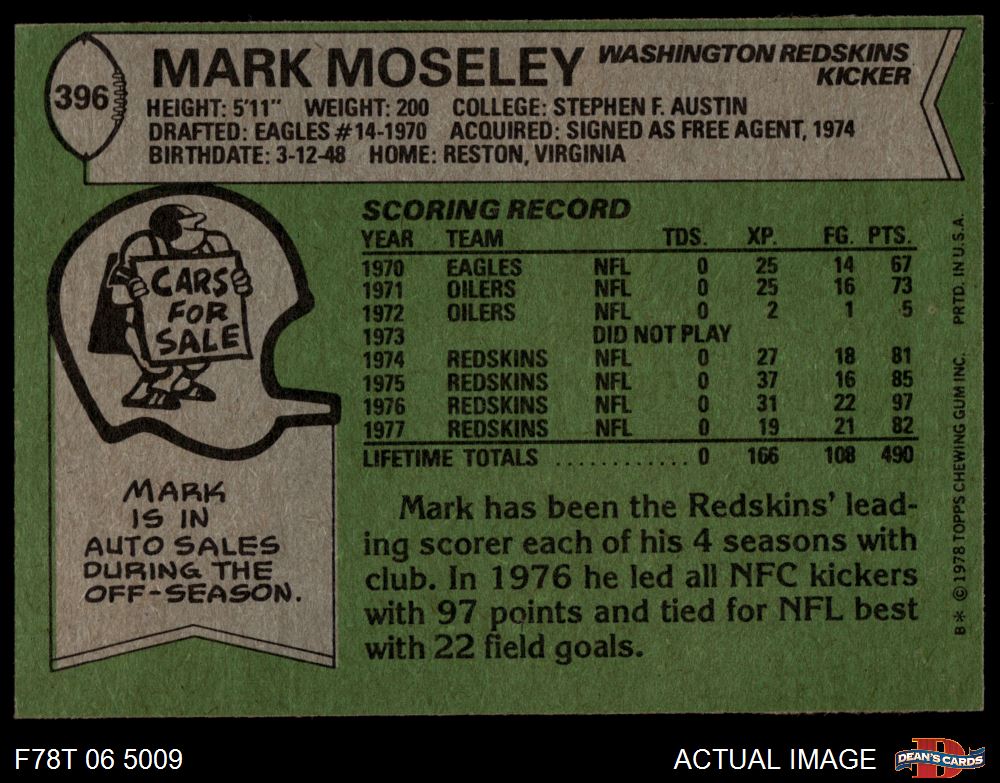 396
MARK MOSELEY WASHINGTON REDSKINS
KICKER
HEIGHT: 5'11" WEIGHT: 200 COLLEGE: STEPHEN F. AUSTIN
DRAFTED: EAGLES #14-1970 ACQUIRED: SIGNED AS FREE AGENT, 1974
BIRTHDATE: 3-12-48 HOME: RESTON, VIRGINIA
CARS
FOR
SALE
MARK
IS IN
AUTO SALES
DURING THE
OFF-SEASON.
SCORING RECORD
YEAR TEAM TDS. XP. FG. PTS.
1970 EAGLES NFL 0 25 14 67
1971 OILERS NFL 0 25 16 73
1972 OILERS NFL 0 2 1 5
1973 DID NOT PLAY
1974 REDSKINS NFL 0 27 18 81
1975 REDSKINS NFL 0 37 16 85
1976 REDSKINS NFL 0 31 22 97
1977 REDSKINS NFL 0 19 21 82
LIFETIME TOTALS ............ 0 166 108 490
Mark has been the Redskins' lead-
ing scorer each of his 4 seasons with
club. In 1976 he led all NFC kickers
with 97 points and tied for NFL best
with 22 field goals.
B* © 1978 TOPPS CHEWING GUM INC. PRTD. IN U.S.A.
F78T 06 5009 ACTUAL IMAGE
D
DEAN'S CARDS